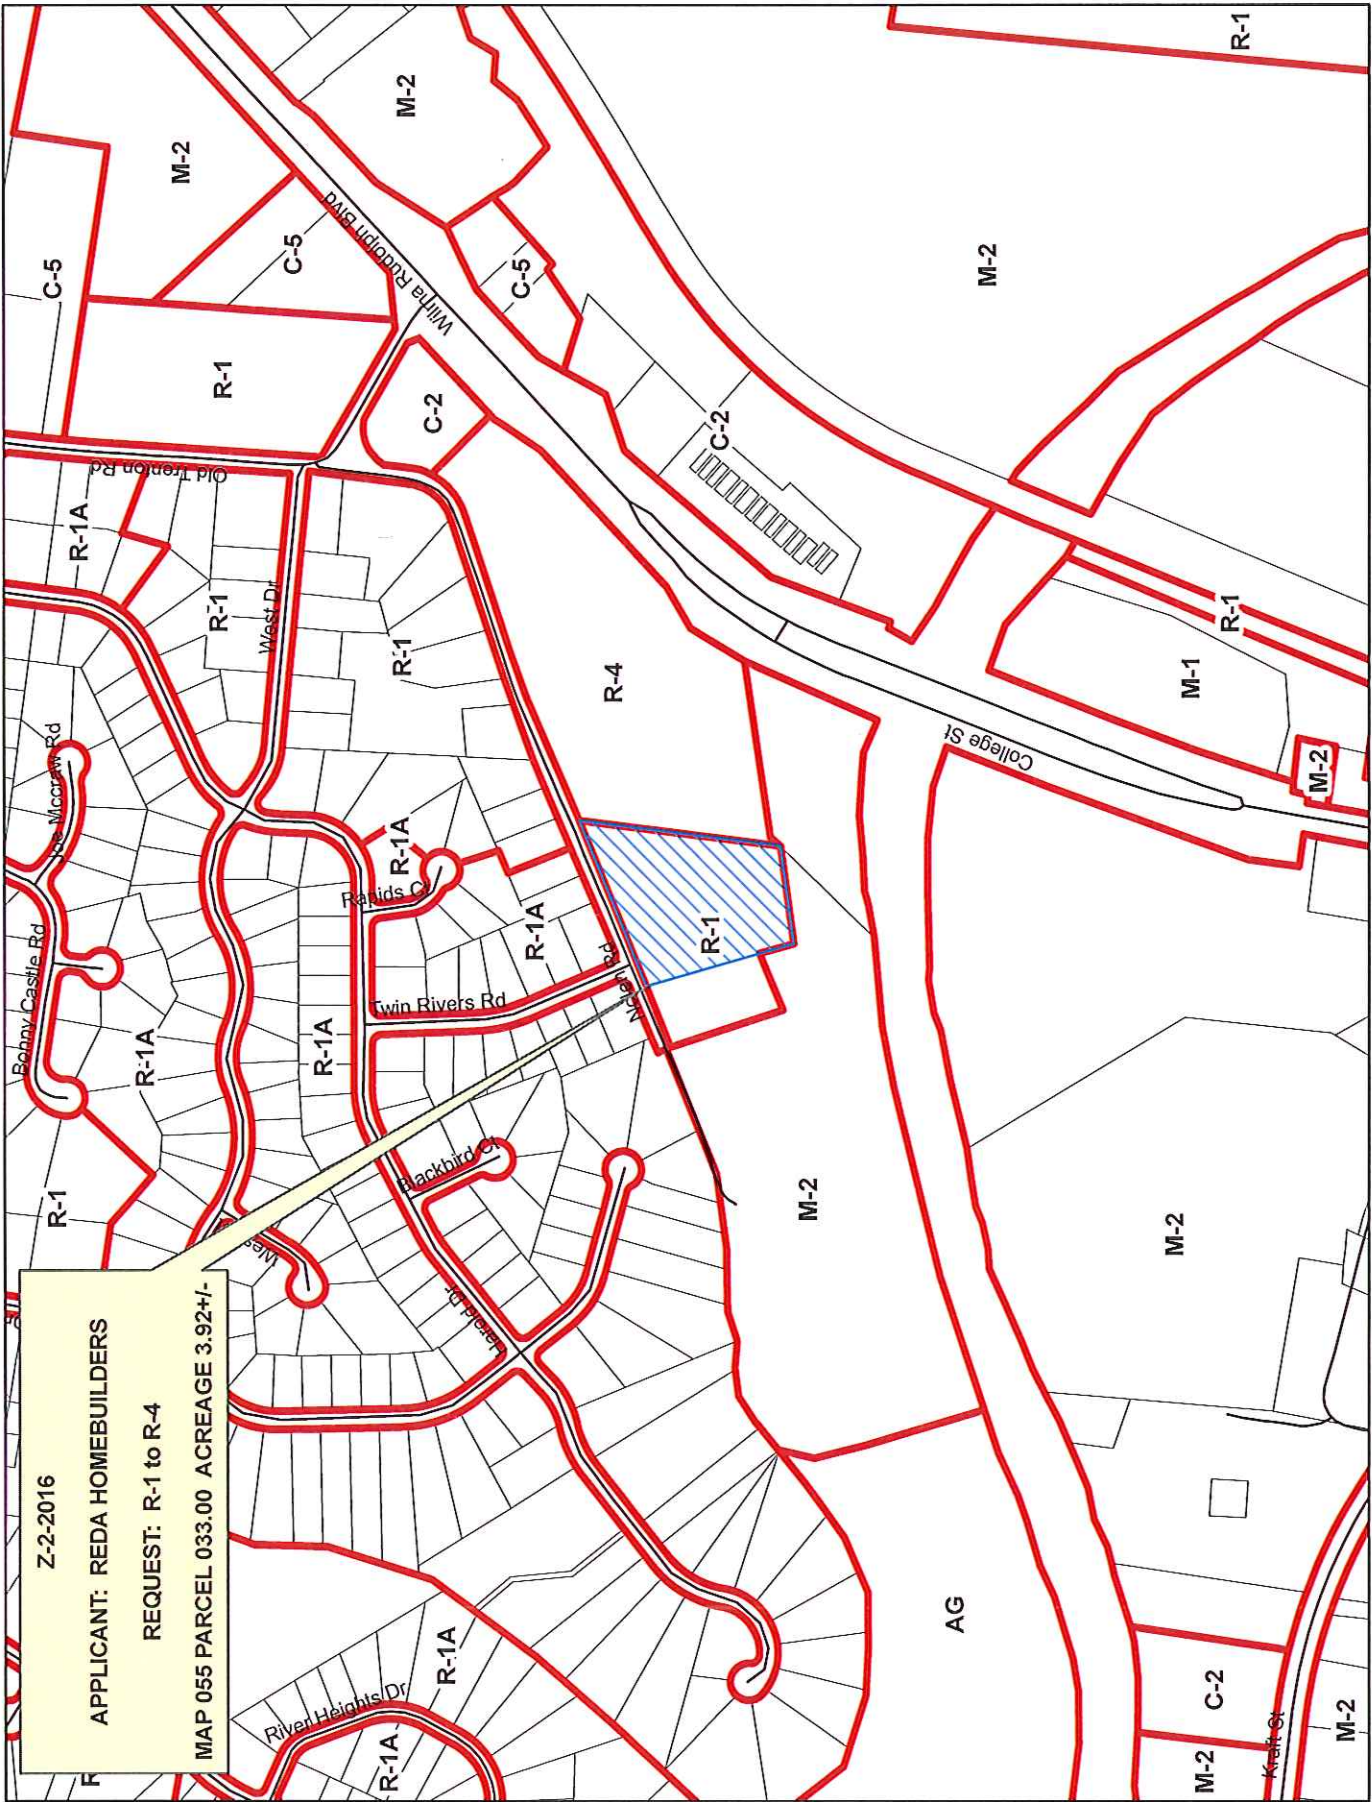 Z-2-2016
APPLICANT: REDA HOMEBUILDERS
REQUEST: R-1 to R-4
MAP 055 PARCEL 033.00 ACREAGE 3.92+/-
R-1
Bonny Castle Rd
Joe Mccraw Rd
R-1A
C-5
M-2
R-1A
Old Trenton Rd
R-1
C-5
M-2
Wilma Rudolph Blvd
R-1
West Dr
R-1
C-2
C-5
R-1A
Rapids Ct
R-1A
Twin Rivers Rd
R-1A
Blackbird Ct
Harold Dr
River Heights Dr
R-1A
R-1A
R-4
C-2
R-1
M-2
M-2
College St
AG
M-2
M-1
R-1
R-1
M-2
C-2
M-2
Kraft St
M-2